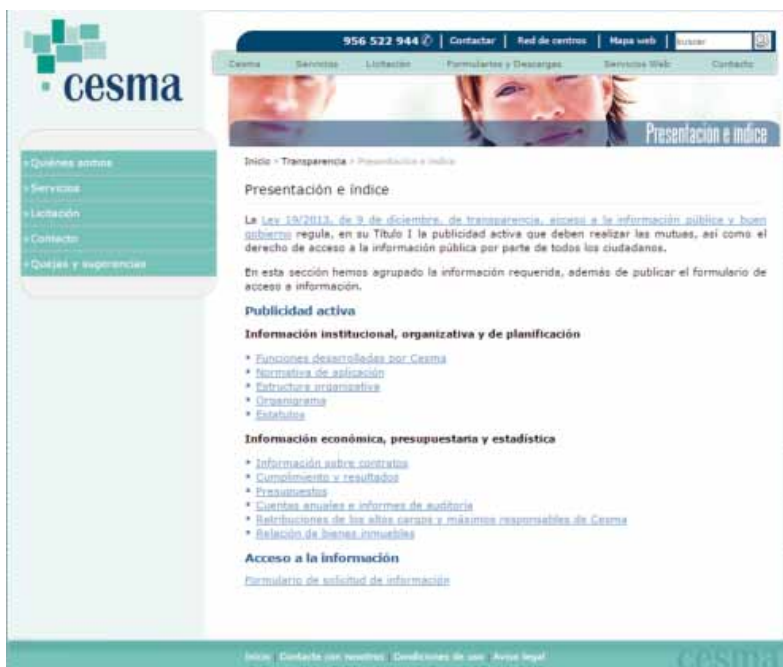 956 522 944 | Contactar | Red de centros | Mapa web | buscar
cesma
Cesma Servicios Licitación Formularios y Descargas Servicios Web Contacto
Presentación e índice
» Quiénes somos
» Servicios
» Licitación
» Contacto
» Quejas y sugerencias
Inicio > Transparencia > Presentación e índice
Presentación e índice
La Ley 19/2013, de 9 de diciembre, de transparencia, acceso a la información pública y buen
gobierno regula, en su Título I la publicidad activa que deben realizar las mutuas, así como el
derecho de acceso a la información pública por parte de todos los ciudadanos.
En esta sección hemos agrupado la información requerida, además de publicar el formulario de
acceso a información.
Publicidad activa
Información institucional, organizativa y de planificación
Funciones desarrolladas por Cesma
Normativa de aplicación
Estructura organizativa
Organigrama
Estatutos
Información económica, presupuestaria y estadística
Información sobre contratos
Cumplimiento y resultados
Presupuestos
Cuentas anuales e informes de auditoría
Retribuciones de los altos cargos y máximos responsables de Cesma
Relación de bienes inmuebles
Acceso a la información
Formulario de solicitud de información
Inicio | Contacte con nosotros | Condiciones de uso | Aviso legal
cesma